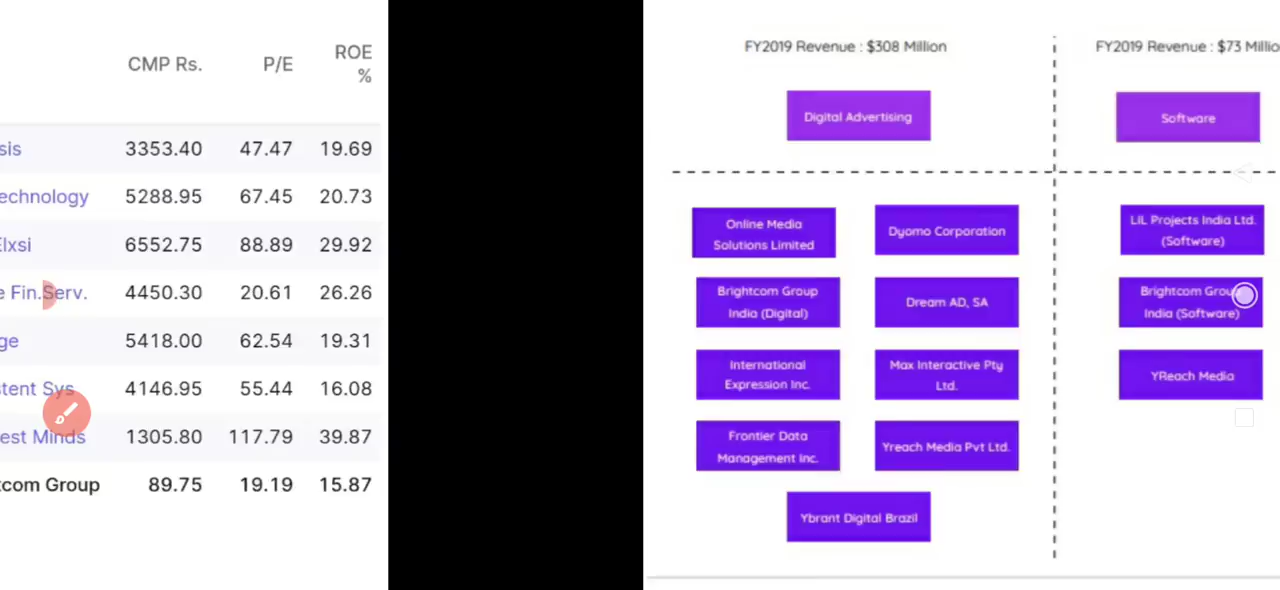 CMP Rs. P/E ROE %
sis 3353.40 47.47 19.69
echnology 5288.95 67.45 20.73
Elxsi 6552.75 88.89 29.92
e Fin.Serv. 4450.30 20.61 26.26
ge 5418.00 62.54 19.31
stent Sys 4146.95 55.44 16.08
est Minds 1305.80 117.79 39.87
tcom Group 89.75 19.19 15.87
FY2019 Revenue : $308 Million
Digital Advertising
Online Media
Solutions Limited
Dyomo Corporation
Brightcom Group
India (Digital)
Dream AD, SA
International
Expression Inc.
Max Interactive Pty
Ltd.
Frontier Data
Management Inc.
Yreach Media Pvt Ltd.
Ybrant Digital Brazil
FY2019 Revenue : $73 Millio
Software
LIL Projects India Ltd.
(Software)
Brightcom Group
India (Software)
YReach Media